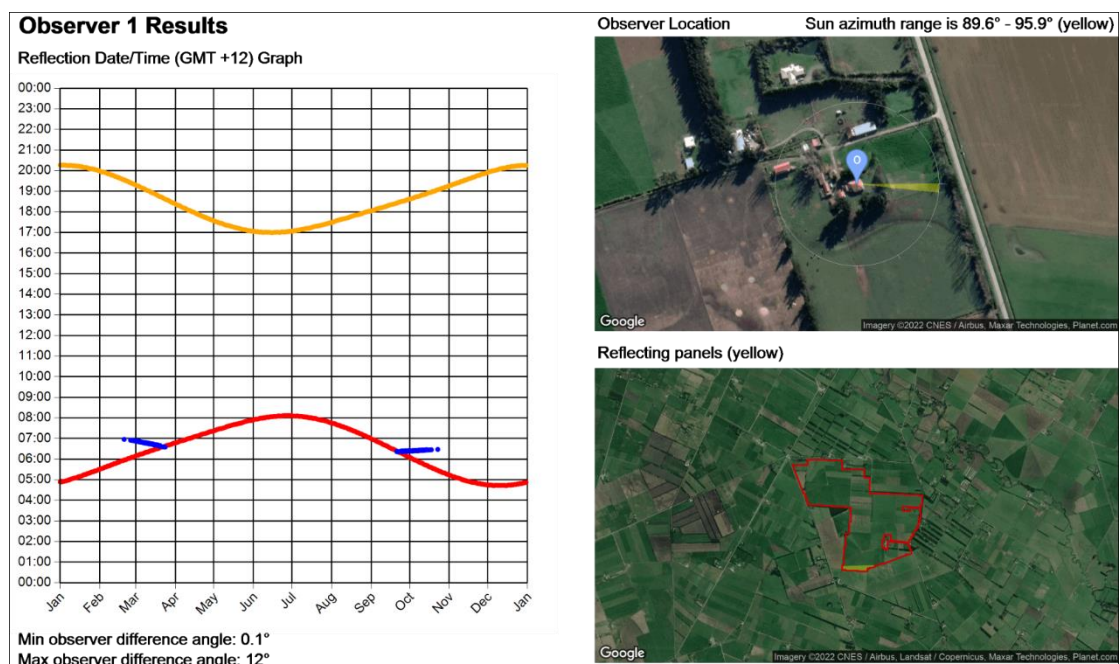 Observer 1 Results
Reflection Date/Time (GMT +12) Graph
00:00
23:00
22:00
21:00
20:00
19:00
18:00
17:00
16:00
15:00
14:00
13:00
12:00
11:00
10:00
09:00
08:00
07:00
06:00
05:00
04:00
03:00
02:00
01:00
00:00
Jan Feb Mar Apr May Jun Jul Aug Sep Oct Nov Dec Jan
Min observer difference angle: 0.1°
Max observer difference angle: 12°
Observer Location Sun azimuth range is 89.6° - 95.9° (yellow)
O
Google
Imagery ©2022 CNES / Airbus, Maxar Technologies, Planet.com
Reflecting panels (yellow)
Google
Imagery ©2022 CNES / Airbus, Landsat / Copernicus, Maxar Technologies, Planet.com